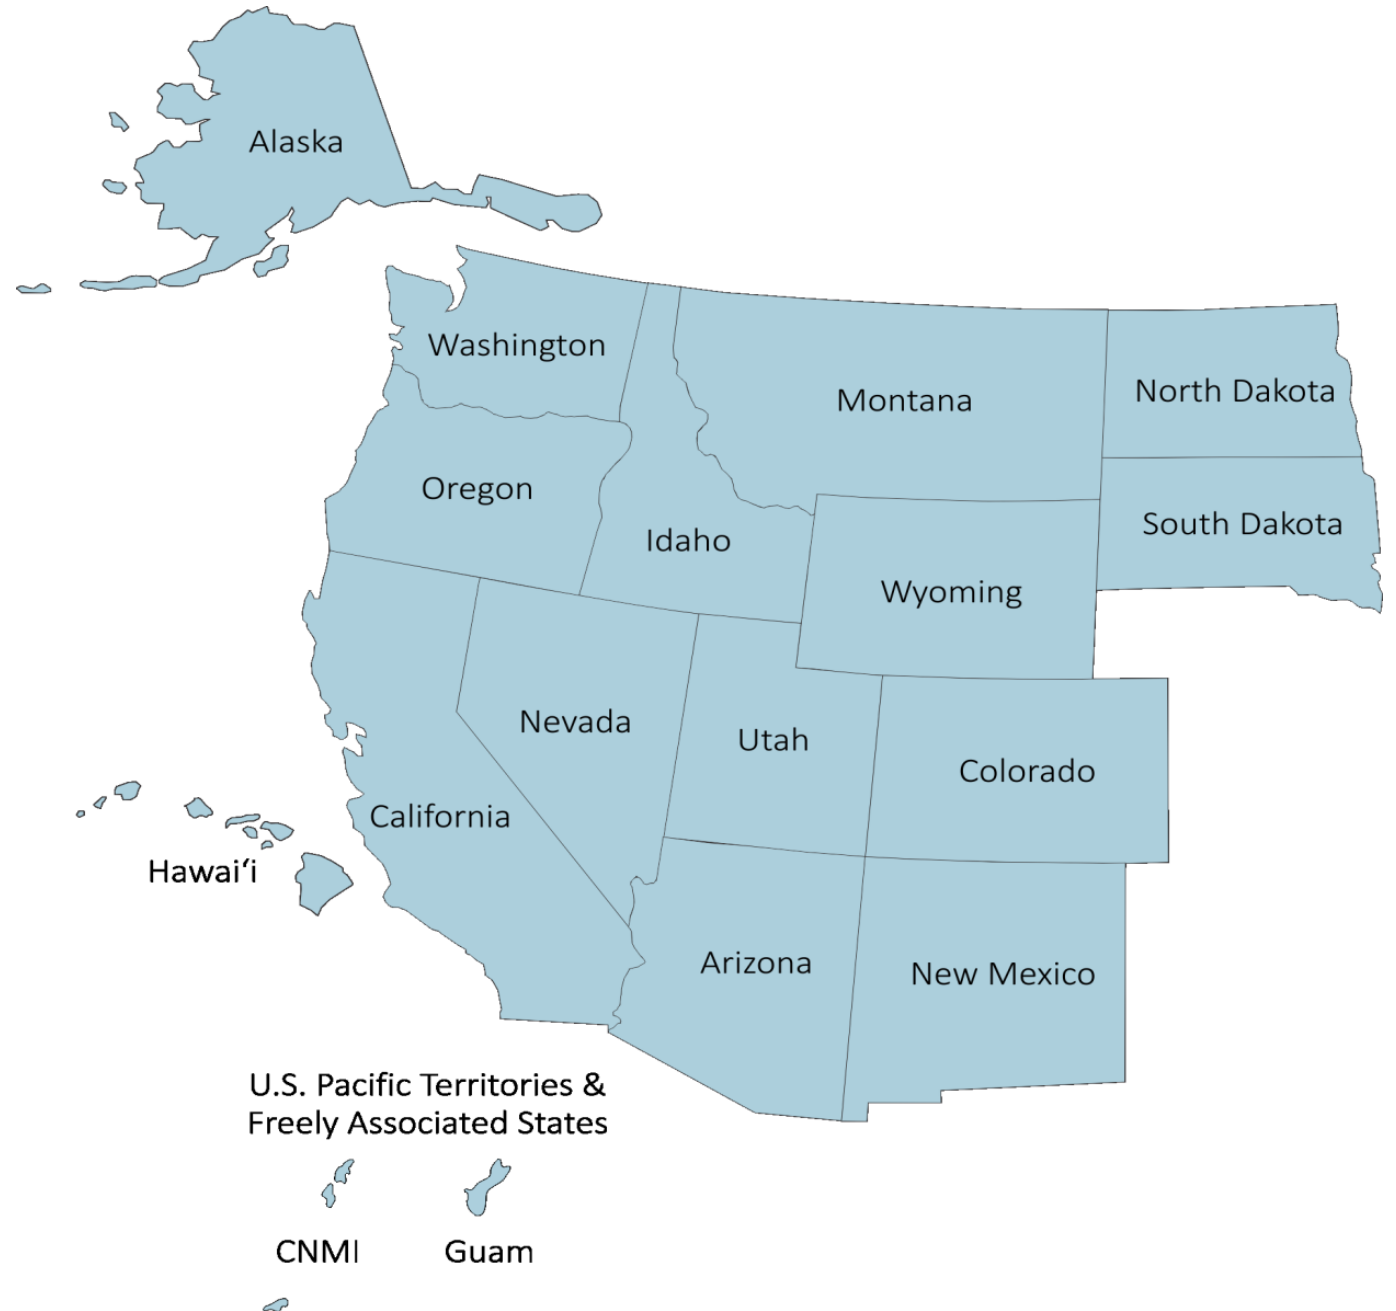 Alaska
Washington
Montana
North Dakota
Oregon
South Dakota
Idaho
Wyoming
Nevada
Utah
Colorado
California
Hawai‘i
Arizona
New Mexico
U.S. Pacific Territories &
Freely Associated States
CNMI
Guam